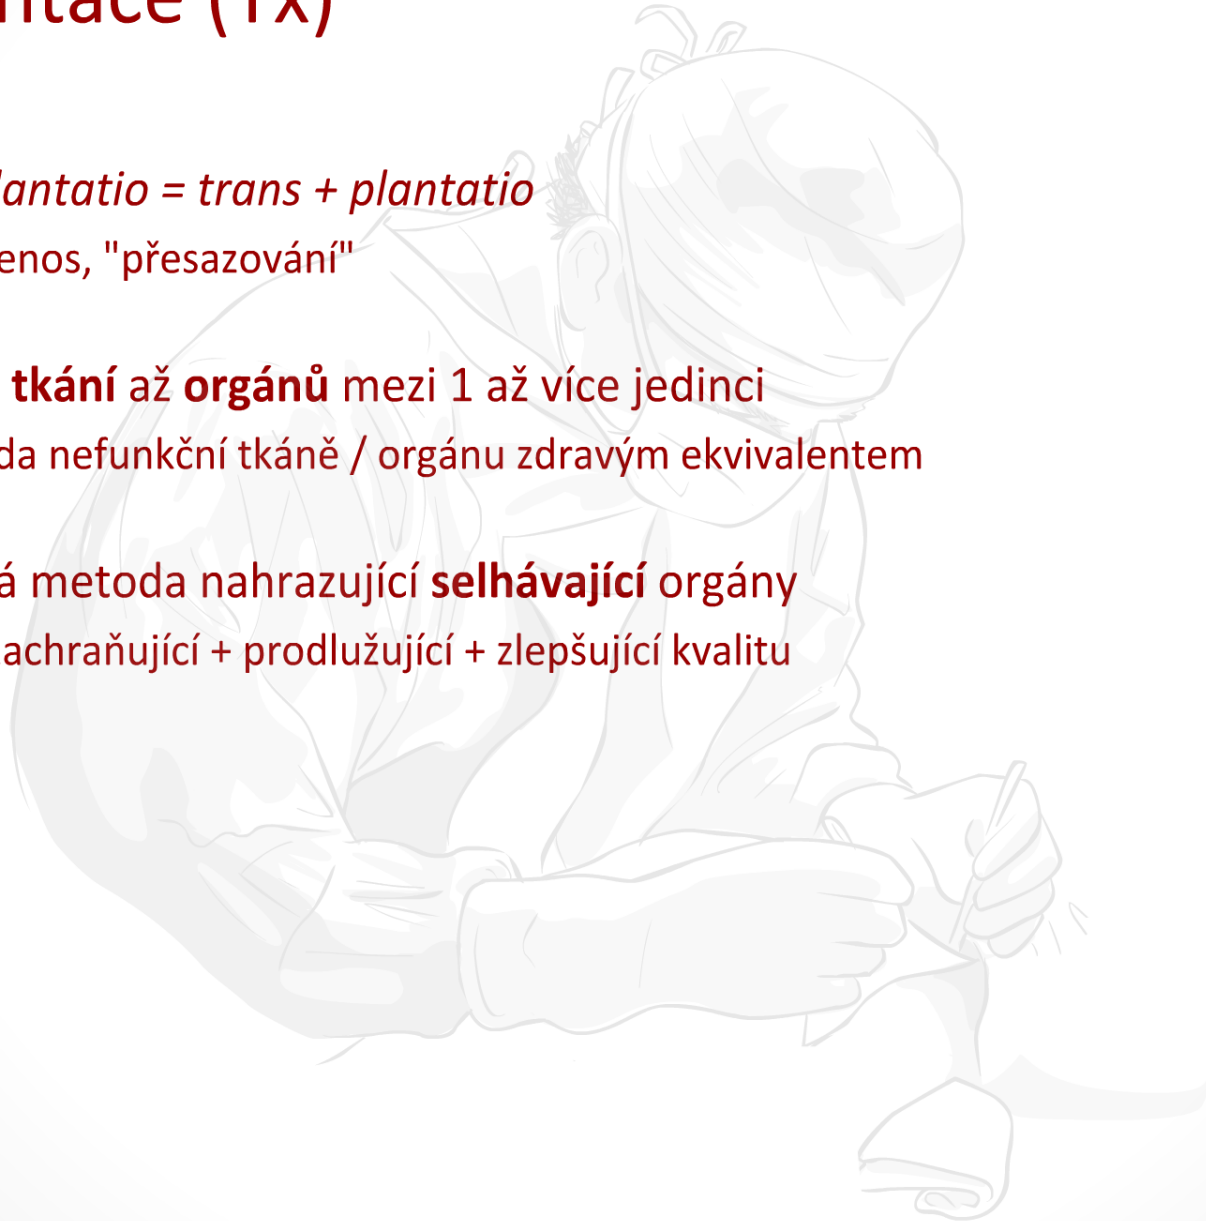 ntace (Tx)
lantatio = trans + plantatio
enos, "přesazování"
tkání až orgánů mezi 1 až více jedinci
da nefunkční tkáně / orgánu zdravým ekvivalentem
á metoda nahrazující selhávající orgány
achraňující + prodlužující + zlepšující kvalitu